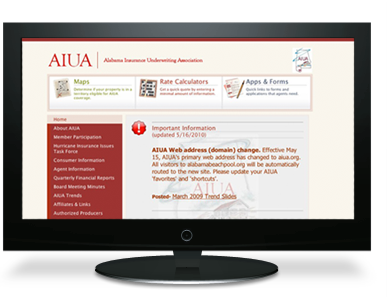 AIUA Alabama Insurance Underwriting Association
Maps
Determine if your property is in a
territory eligible for AIUA
coverage.
Rate Calculators
Get a quick quote by entering a
minimal amount of information.
Apps & Forms
Quick links to forms and
applications that agents need.
Home
About AIUA
Member Participation
Hurricane Insurance Issues
Task Force
Consumer Information
Agent Information
Quarterly Financial Reports
Board Meeting Minutes
AIUA Trends
Affiliates & Links
Authorized Producers
Important Information
(updated 5/16/2010)
AIUA Web address (domain) change. Effective May
15, AIUA's primary web address has changed to aiua.org.
All visitors to alabamabeachpool.org will be automatically
routed to the new site. Please update your AIUA
'favorites' and 'shortcuts'.
Posted- March 2009 Trend Slides
AIUA